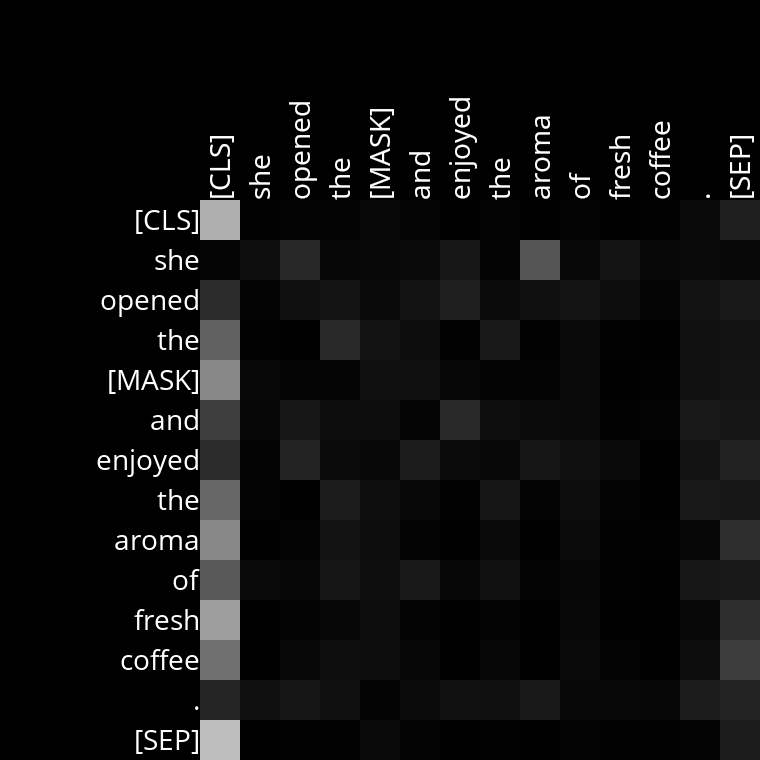 [CLS] she opened the [MASK] and enjoyed the aroma of fresh coffee . [SEP]
[CLS]
she
opened
the
[MASK]
and
enjoyed
the
aroma
of
fresh
coffee
.
[SEP]